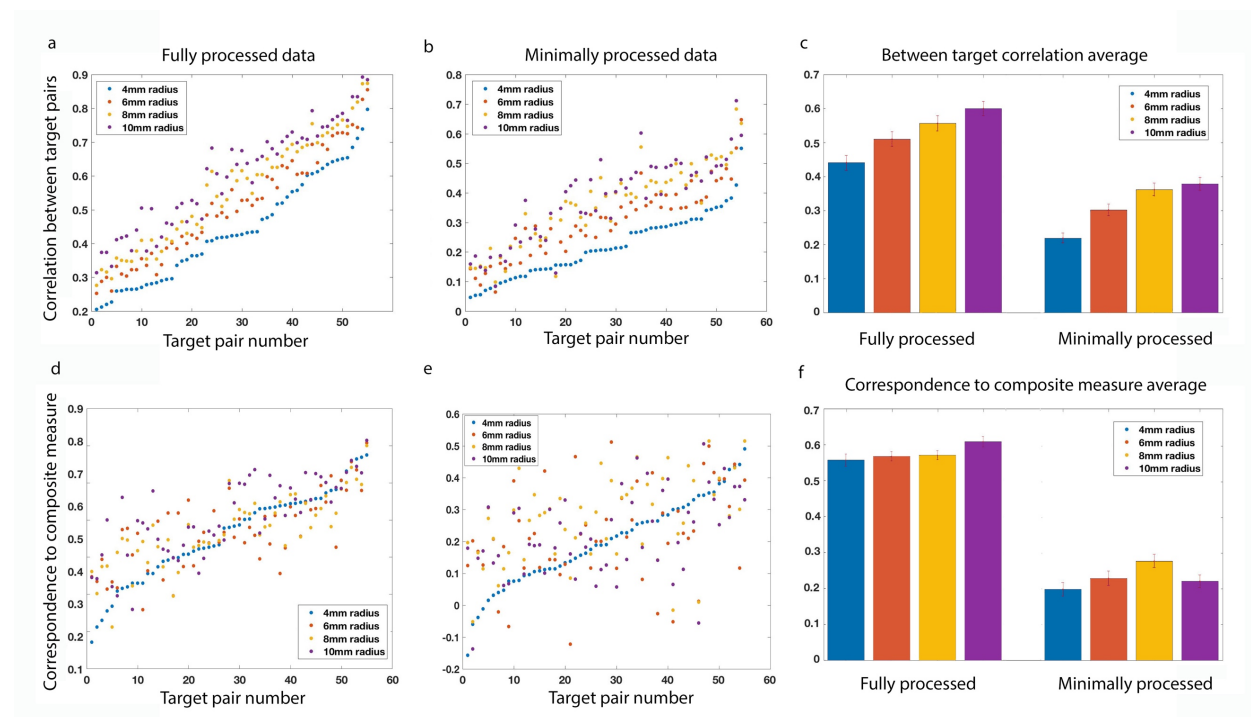 a
Fully processed data
Correlation between target pairs
0.9
0.8
0.7
0.6
0.5
0.4
0.3
0.2
4mm radius
6mm radius
8mm radius
10mm radius
0 10 20 30 40 50
Target pair number
b
Minimally processed data
0.8
0.7
0.6
0.5
0.4
0.3
0.2
0.1
0
4mm radius
6mm radius
8mm radius
10mm radius
0 10 20 30 40 50 60
Target pair number
c
Between target correlation average
0.7
0.6
0.5
0.4
0.3
0.2
0.1
0
4mm radius
6mm radius
8mm radius
10mm radius
Fully processed Minimally processed
d
Correspondence to composite measure
0.9
0.8
0.7
0.6
0.5
0.4
0.3
0.2
0.1
4mm radius
6mm radius
8mm radius
10mm radius
0 10 20 30 40 50 60
Target pair number
e
0.6
0.5
0.4
0.3
0.2
0.1
0
-0.1
-0.2
4mm radius
6mm radius
8mm radius
10mm radius
0 10 20 30 40 50 60
Target pair number
f
Correspondence to composite measure average
0.7
0.6
0.5
0.4
0.3
0.2
0.1
0
4mm radius
6mm radius
8mm radius
10mm radius
Fully processed Minimally processed